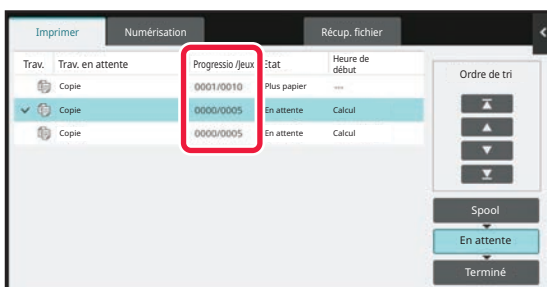 Imprimer Numérisation Récup. fichier
Trav. Trav. en attente Progressio /Jeux Etat Heure de début
Copie 0001/0010 Plus papier ---
Copie 0000/0005 En attente Calcul
Copie 0000/0005 En attente Calcul
Ordre de tri
Spool
En attente
Terminé